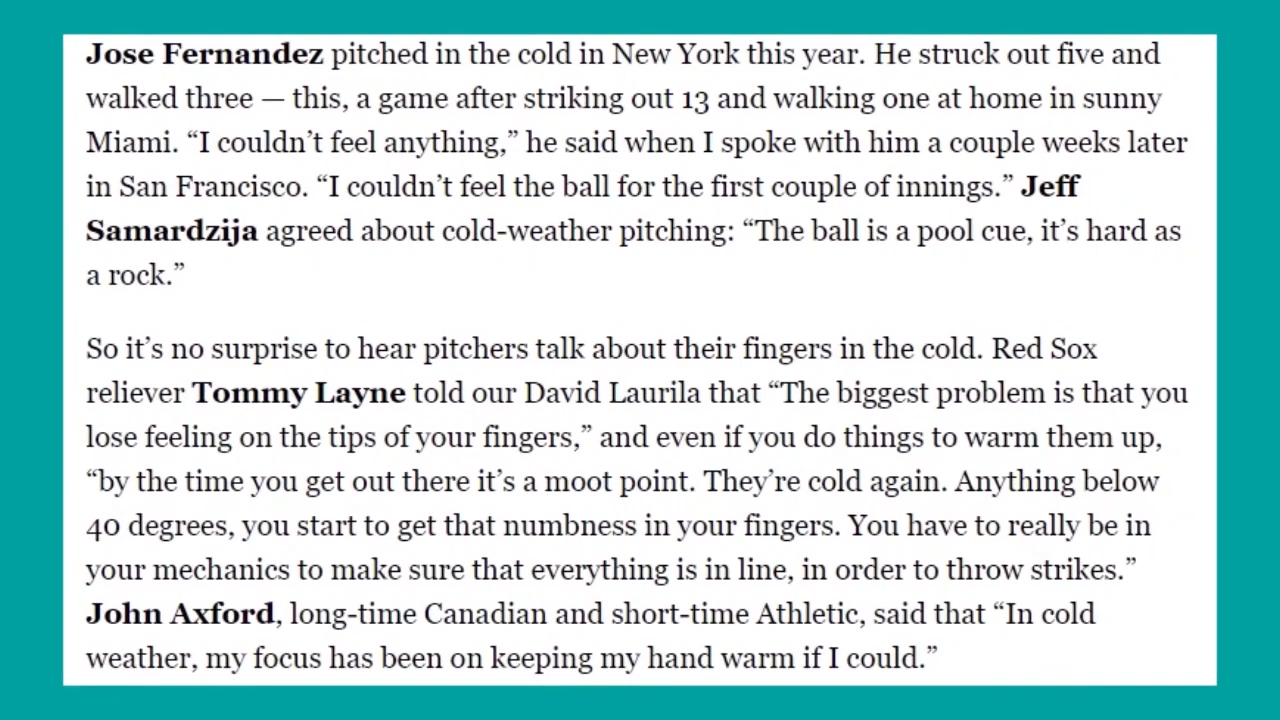 Jose Fernandez pitched in the cold in New York this year. He struck out five and
walked three — this, a game after striking out 13 and walking one at home in sunny
Miami. “I couldn’t feel anything,” he said when I spoke with him a couple weeks later
in San Francisco. “I couldn’t feel the ball for the first couple of innings.” Jeff
Samardzija agreed about cold-weather pitching: “The ball is a pool cue, it’s hard as
a rock.”
So it’s no surprise to hear pitchers talk about their fingers in the cold. Red Sox
reliever Tommy Layne told our David Laurila that “The biggest problem is that you
lose feeling on the tips of your fingers,” and even if you do things to warm them up,
“by the time you get out there it’s a moot point. They’re cold again. Anything below
40 degrees, you start to get that numbness in your fingers. You have to really be in
your mechanics to make sure that everything is in line, in order to throw strikes.”
John Axford, long-time Canadian and short-time Athletic, said that “In cold
weather, my focus has been on keeping my hand warm if I could.”